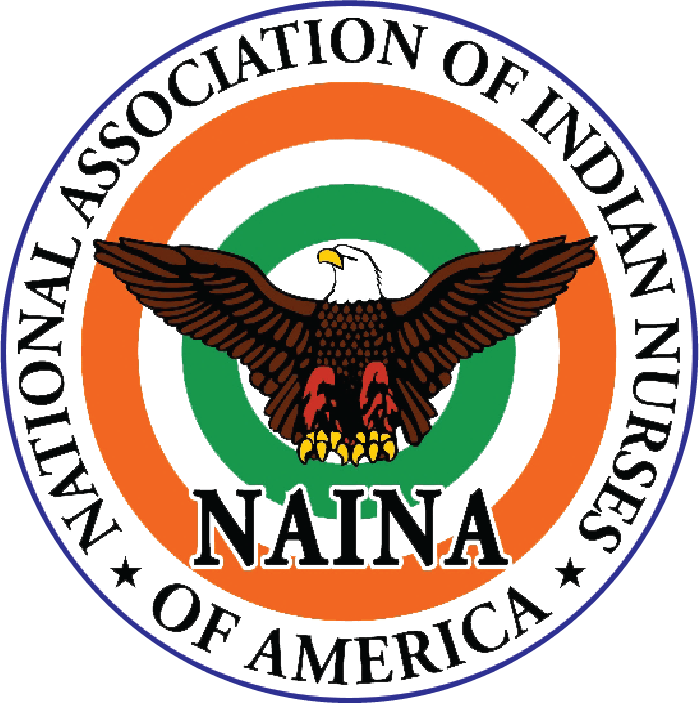 NATIONAL ASSOCIATION OF INDIAN NURSES
OF AMERICA
NAINA